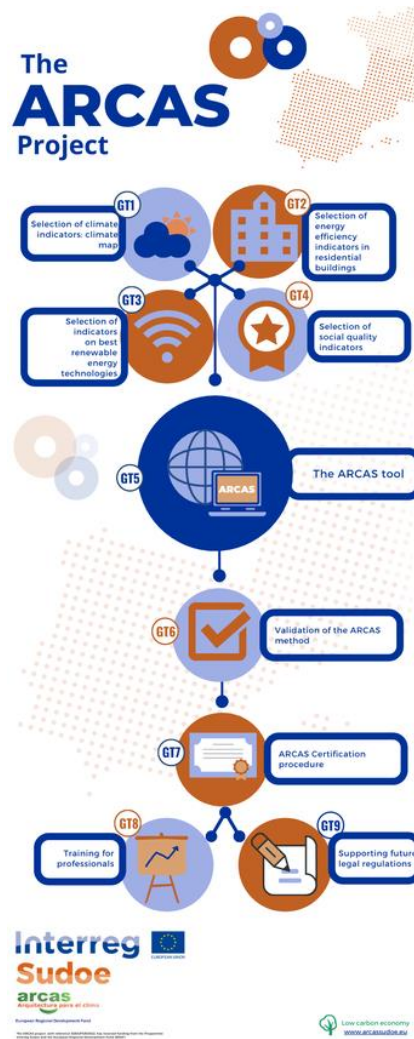 The
ARCAS
Project
GT1
Selection of climate
indicators: climate
map
GT2
Selection of
energy
efficiency
indicators in
residential
buildings
GT3
Selection of
indicators
on best
renewable
energy
technologies
GT4
Selection of
social quality
indicators
GT5
ARCAS
The ARCAS tool
GT6
Validation of the ARCAS
method
GT7
ARCAS Certification
procedure
GT8
Training for
professionals
GT9
Supporting future
legal regulations
Interreg
EUROPEAN UNION
Sudoe
arcas
Arquitectura para el clima
European Regional Development Fund
Low carbon economy
www.arcassudoe.eu